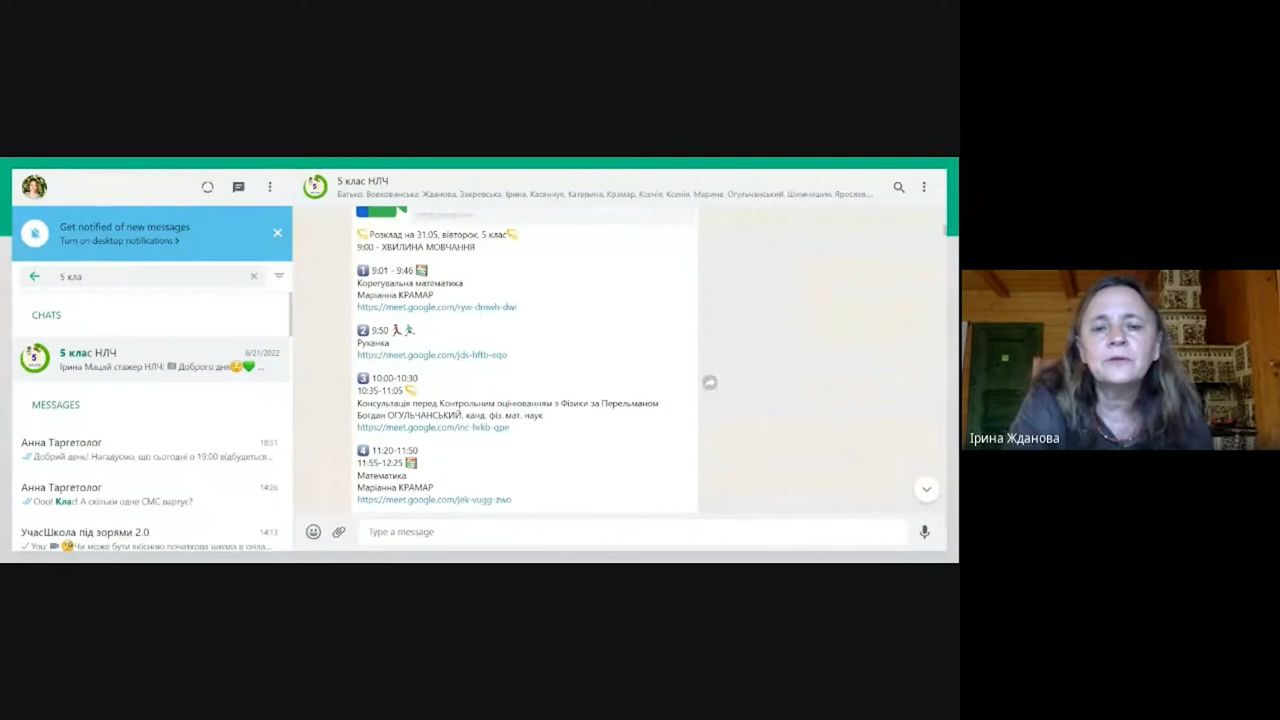 5 клас НЛЧ
Батько, Вовковинська, Жданова, Закревська, Ірина, Касянчук, Катерина, Крамар, Ксенія, Ксенія, Марина, Огульчанський, Шимчишин, Ярослав,...
Get notified of new messages
Turn on desktop notifications >
5 кла
CHATS
5 клас НЛЧ
6/21/2022
Ірина Мацай стажер НЛЧ: Доброго дня😊💚 ...
MESSAGES
Анна Таргетолог
18:31
Добрий день! Нагадуємо, що сьогодні о 19:00 відбудеться...
Анна Таргетолог
14:26
Ооо! Клас! А скільки одне СМС вартує?
УчасШкола під зорями 2.0
14:13
You: 🧐Чи може бути якісною початкова школа в онла...
💫Розклад на 31.05, вівторок, 5 клас💫
9:00 - ХВИЛИНА МОВЧАННЯ
1️⃣ 9:01 - 9:46 🧮
Корегувальна математика
Маріанна КРАМАР
https://meet.google.com/ryw-dnwh-dwi
2️⃣ 9:50 🏃‍♀️🏃‍♂️
Руханка
https://meet.google.com/jds-hftb-eqo
3️⃣ 10:00-10:30
10:35-11:05 💫
Консультація перед Контрольним оцінюванням з Фізики за Перельманом
Богдан ОГУЛЬЧАНСЬКИЙ, канд. фіз. мат. наук
https://meet.google.com/inc-hrkb-qpe
4️⃣ 11:20-11:50
11:55-12:25 🧮
Математика
Маріанна КРАМАР
https://meet.google.com/jek-vugg-zwo
Type a message
Ірина Жданова